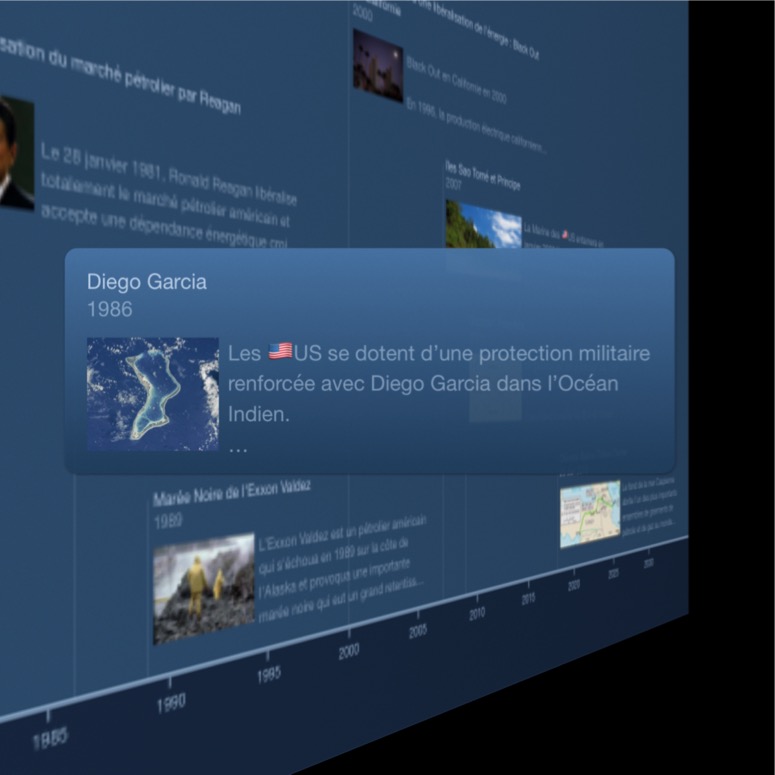 2000
une libéralisation de l'énergie : Black Out
Black Out en Californie en 2000
En 1996, la production électrique californienne...
sation du marché pétrolier par Reagan
Le 28 janvier 1981, Ronald Reagan libéralise
totalement le marché pétrolier américain et
accepte une dépendance énergétique
Iles Sao Tomé et Principe
2007
La Marine des 🇺🇸US
Diego Garcia
1986
Les 🇺🇸US se dotent d’une protection militaire
renforcée avec Diego Garcia dans l’Océan
Indien.
…
Marée Noire de l'Exxon Valdez
1989
L'Exxon Valdez est un pétrolier américain
qui s'échoua en 1989 sur la côte de
l'Alaska et provoqua une importante
marée noire qui eut un grand retentiss...
1985
1990
1995
2000
2005
2010
2015
2020
2025
2030